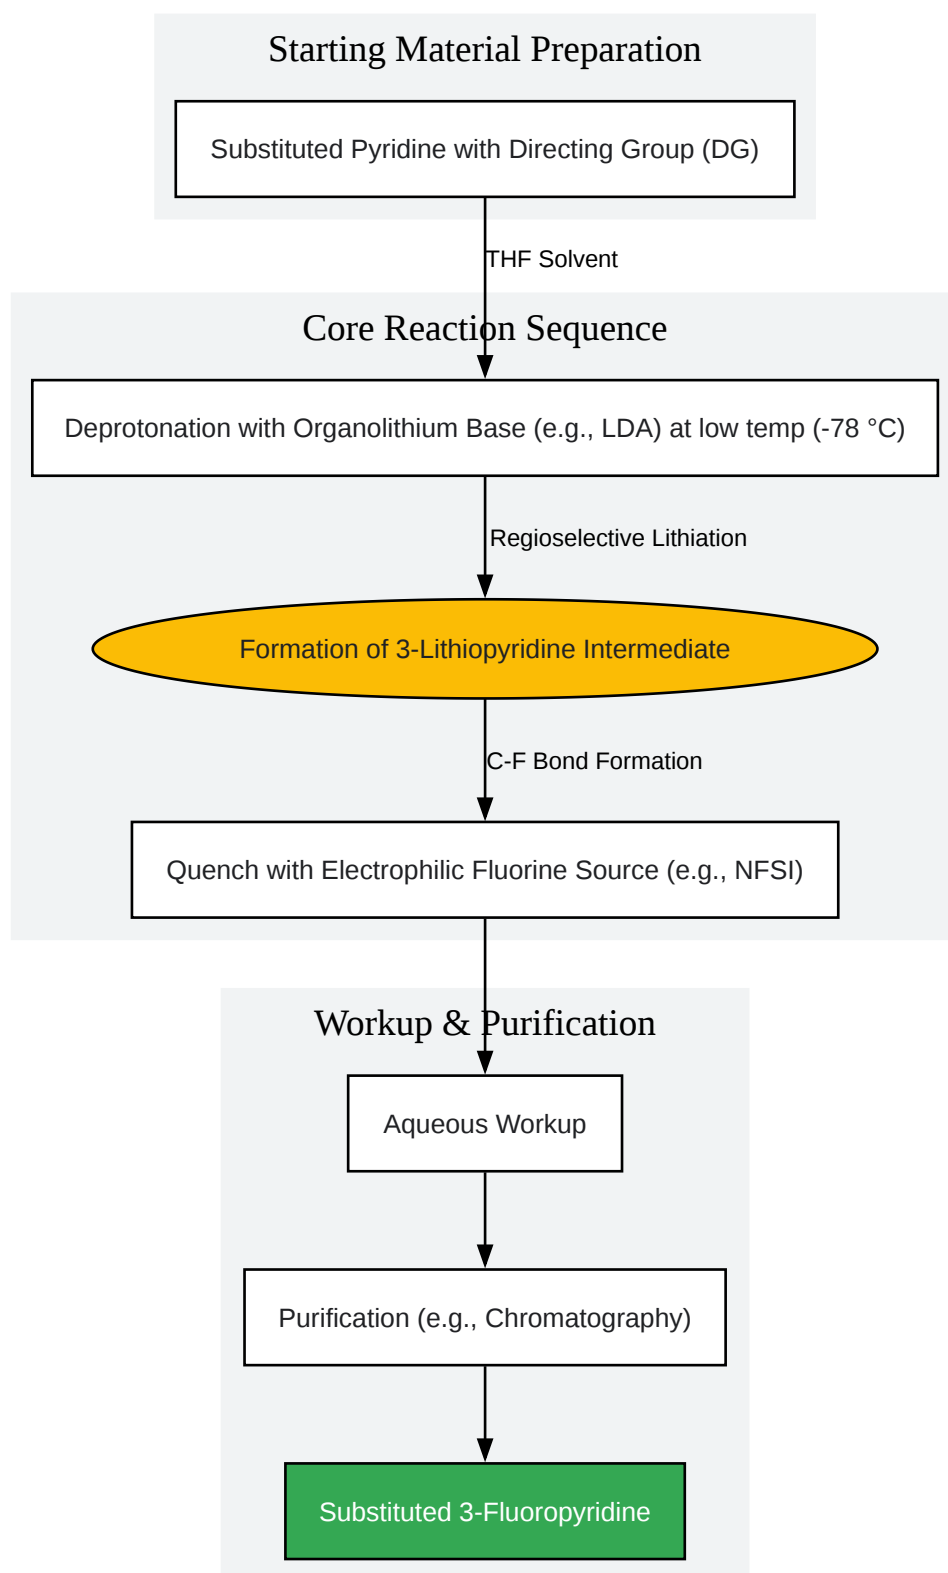 Starting Material Preparation
Substituted Pyridine with Directing Group (DG)
THF Solvent
Core Reaction Sequence
Deprotonation with Organolithium Base (e.g., LDA) at low temp (-78 °C)
Regioselective Lithiation
Formation of 3-Lithiopyridine Intermediate
C-F Bond Formation
Quench with Electrophilic Fluorine Source (e.g., NFSI)
Workup & Purification
Aqueous Workup
Purification (e.g., Chromatography)
Substituted 3-Fluoropyridine